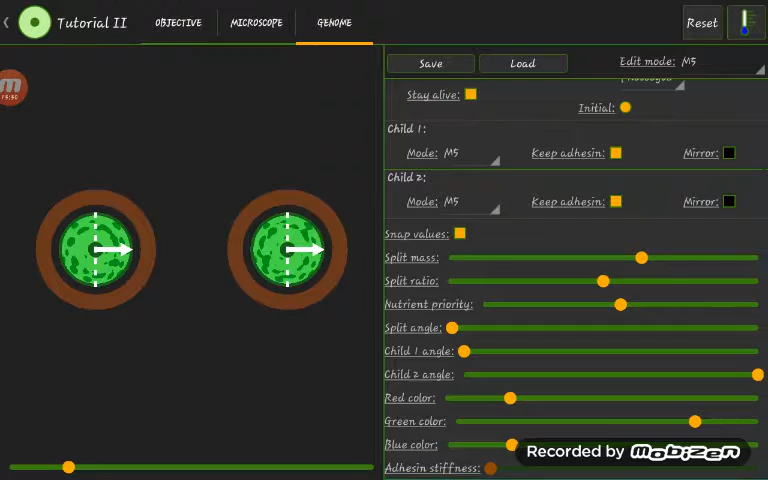 Tutorial II
OBJECTIVE
MICROSCOPE
GENOME
Reset
Save
Load
Edit mode: M5
Stay alive:
Initial:
Child 1:
Mode: M5
Keep adhesin:
Mirror:
Child 2:
Mode: M5
Keep adhesin:
Mirror:
Snap values:
Split mass:
Split ratio:
Nutrient priority:
Split angle:
Child 1 angle:
Child 2 angle:
Red color:
Green color:
Blue color:
Adhesin stiffness:
Recorded by Mobizen